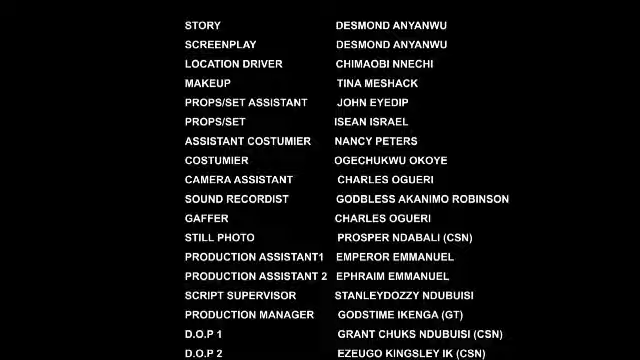 STORY DESMOND ANYANWU
SCREENPLAY DESMOND ANYANWU
LOCATION DRIVER CHIMAOBI NNECHI
MAKEUP TINA MESHACK
PROPS/SET ASSISTANT JOHN EYEDIP
PROPS/SET ISEAN ISRAEL
ASSISTANT COSTUMIER NANCY PETERS
COSTUMIER OGECHUKWU OKOYE
CAMERA ASSISTANT CHARLES OGUERI
SOUND RECORDIST GODBLESS AKANIMO ROBINSON
GAFFER CHARLES OGUERI
STILL PHOTO PROSPER NDABALI (CSN)
PRODUCTION ASSISTANT1 EMPEROR EMMANUEL
PRODUCTION ASSISTANT 2 EPHRAIM EMMANUEL
SCRIPT SUPERVISOR STANLEYDOZZY NDUBUISI
PRODUCTION MANAGER GODSTIME IKENGA (GT)
D.O.P 1 GRANT CHUKS NDUBUISI (CSN)
D.O.P 2 EZEUGO KINGSLEY IK (CSN)